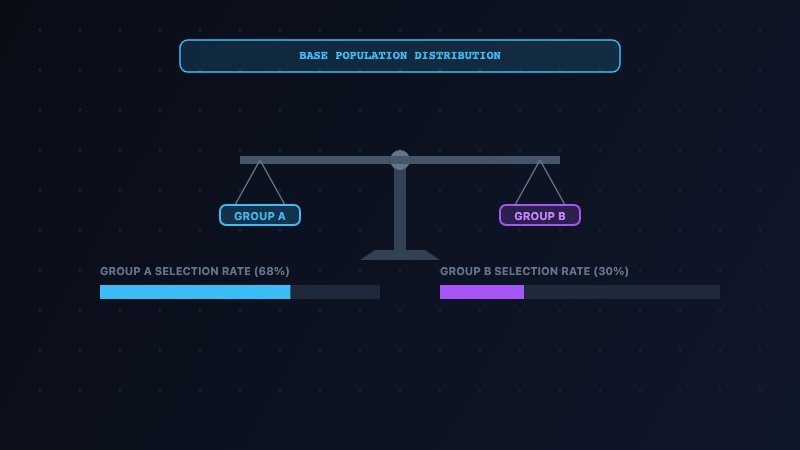 BASE POPULATION DISTRIBUTION
GROUP A
GROUP B
GROUP A SELECTION RATE (68%)
GROUP B SELECTION RATE (30%)